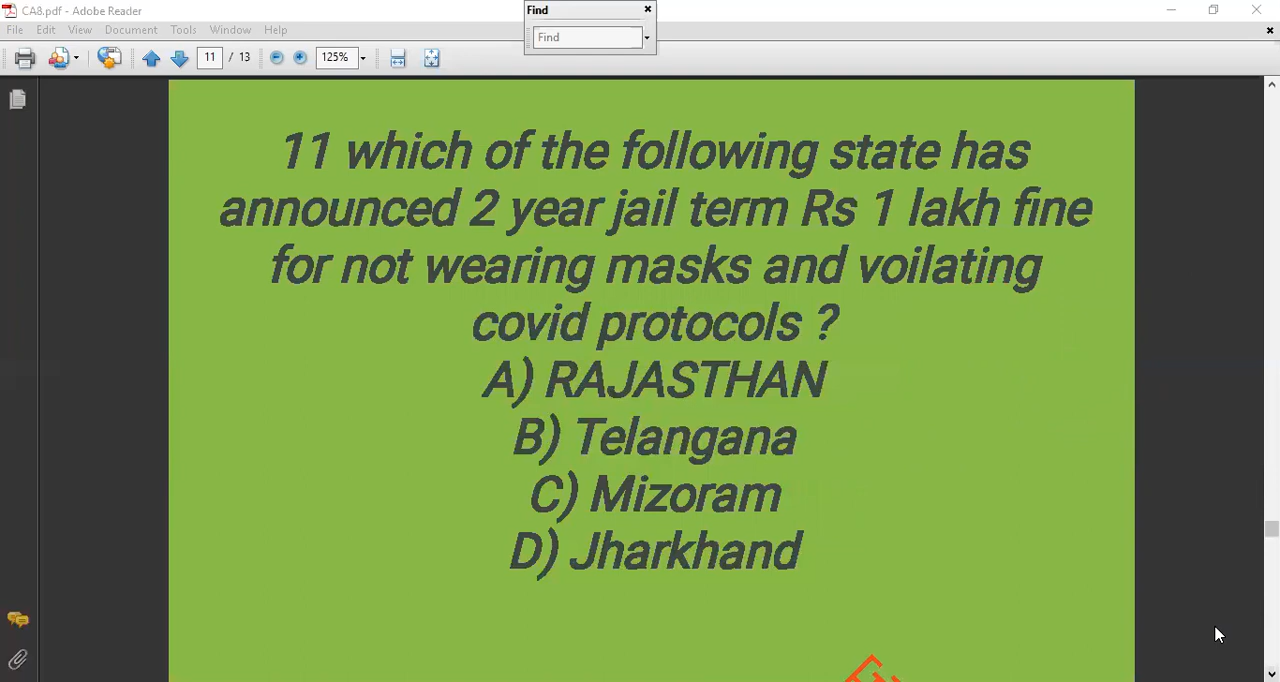 CA8.pdf - Adobe Reader
Find
File Edit View Document Tools Window Help
Find
11 / 13 125%
11 which of the following state has
announced 2 year jail term Rs 1 lakh fine
for not wearing masks and voilating
covid protocols ?
A) RAJASTHAN
B) Telangana
C) Mizoram
D) Jharkhand